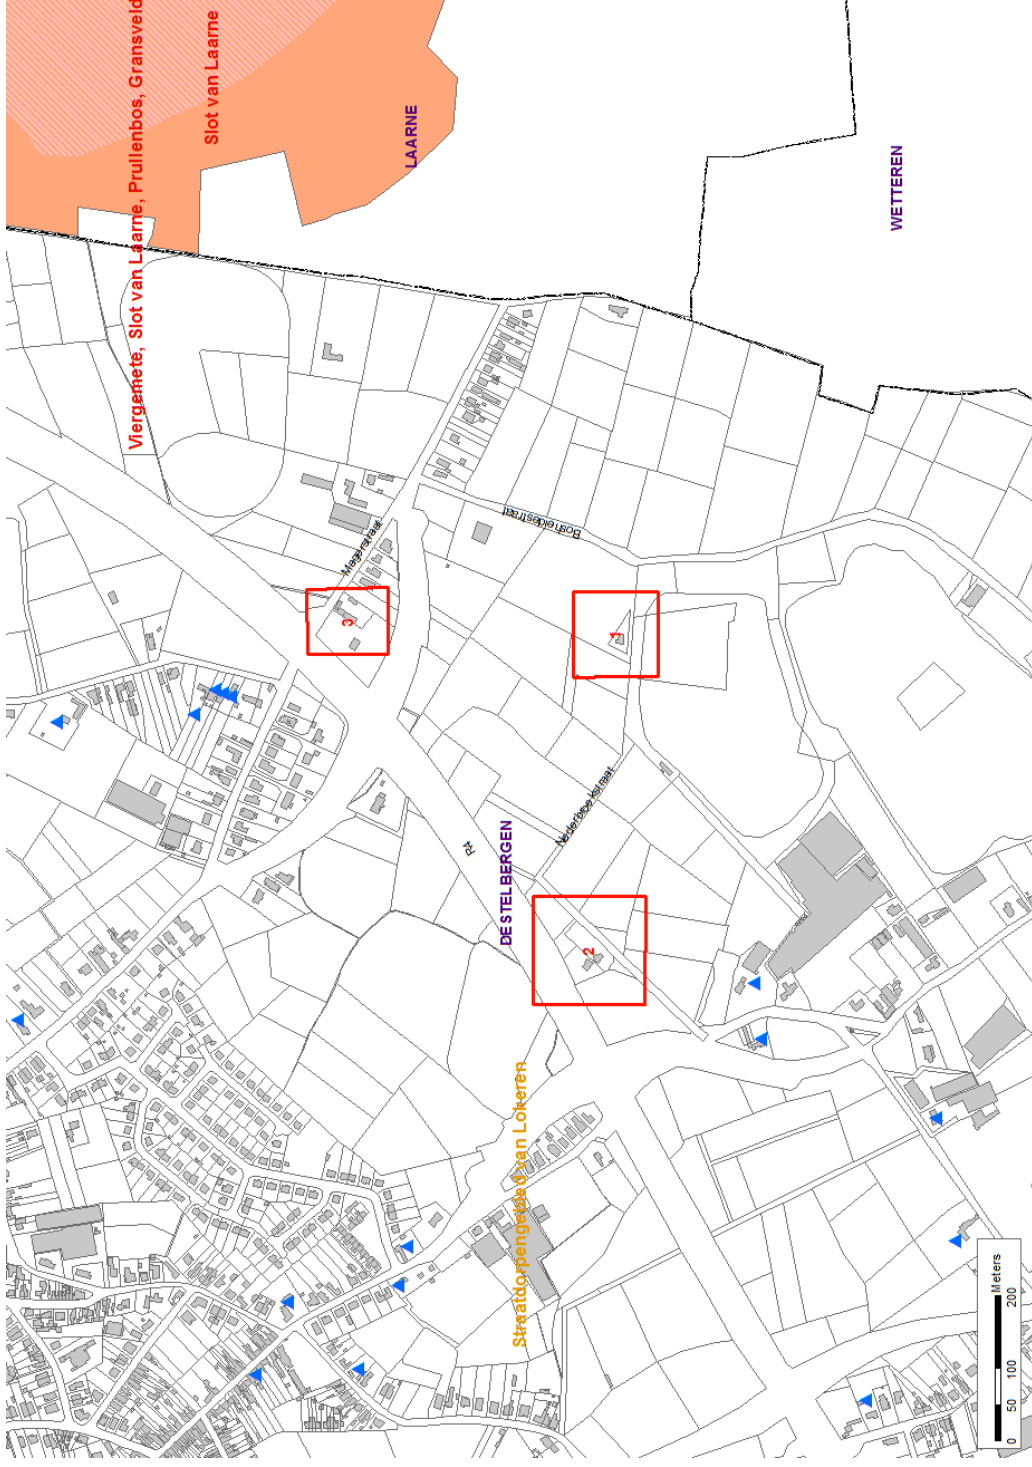 Viergemete, Slot van Laarne, Prullenbos, Gransveld
Slot van Laarne
LAARNE
WETTEREN
Magerstraat
3
Bosheidestraat
1
R4
DESTELBERGEN
Nederbroekstraat
2
Straatdorpengebied van Lokeren
Meters
0 50 100 200